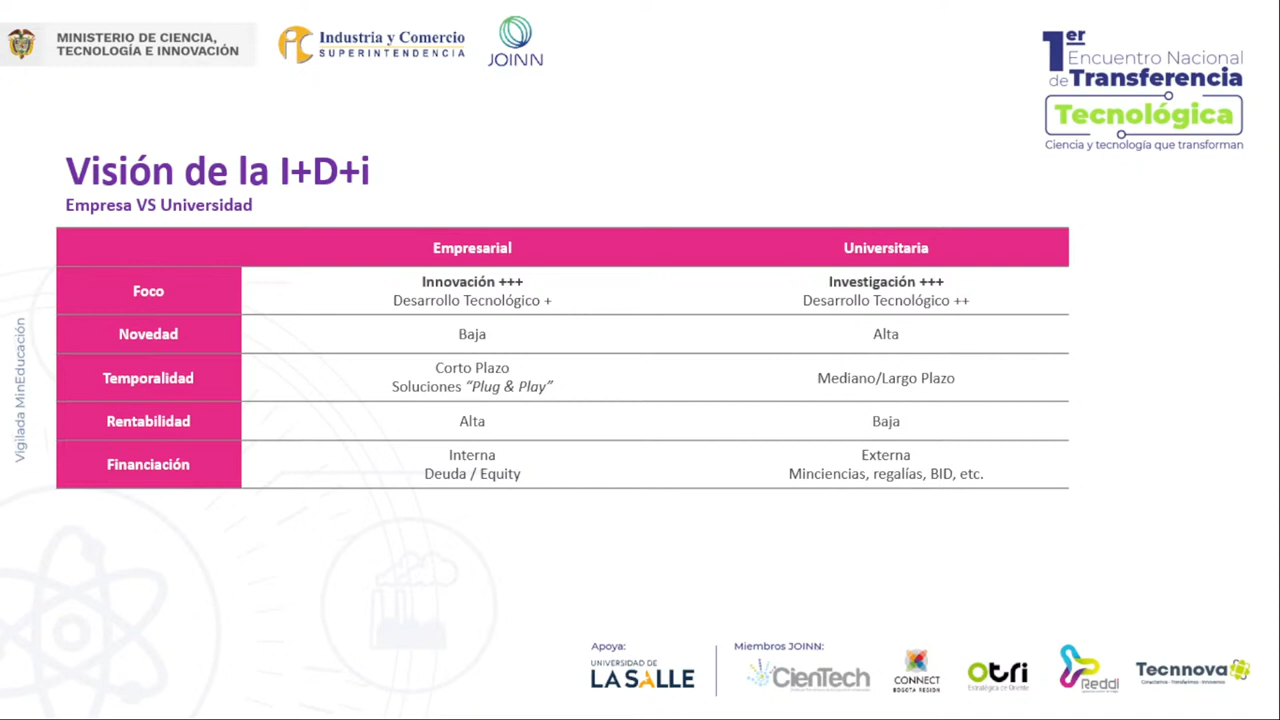 MINISTERIO DE CIENCIA,
TECNOLOGÍA E INNOVACIÓN
Industria y Comercio
SUPERINTENDENCIA
JOINN
1er
Encuentro Nacional
de Transferencia
Tecnológica
Ciencia y tecnología que transforman
Visión de la I+D+i
Empresa VS Universidad
Empresarial
Universitaria
Foco
Innovación +++
Desarrollo Tecnológico +
Investigación +++
Desarrollo Tecnológico ++
Novedad
Baja
Alta
Temporalidad
Corto Plazo
Soluciones “Plug & Play”
Mediano/Largo Plazo
Rentabilidad
Alta
Baja
Financiación
Interna
Deuda / Equity
Externa
Minciencias, regalías, BID, etc.
Vigilada MinEducación
Apoya:
UNIVERSIDAD DE
LA SALLE
Miembros JOINN:
CienTech
CONNECT
BOGOTÁ REGIÓN
Otri
Estratégica de Oriente
Reddi
Tecnnova